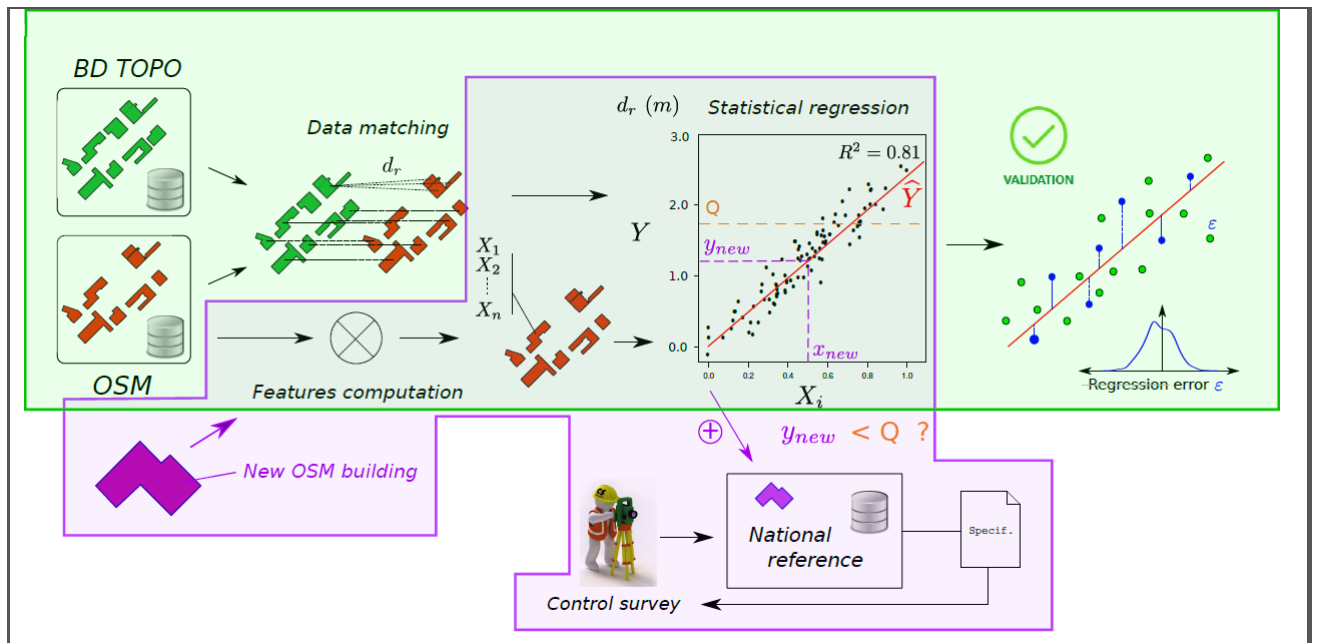 BD TOPO
Data matching
d_r
OSM
Features computation
X_1
X_2
X_n
d_r (m)
Statistical regression
3.0
2.0
1.0
0.0
Y
R² = 0.81
Ŷ
Q
y_new
x_new
0.0 0.2 0.4 0.6 0.8 1.0
X_i
VALIDATION
ε
Regression error ε
New OSM building
y_new < Q ?
National
reference
Specif.
Control survey